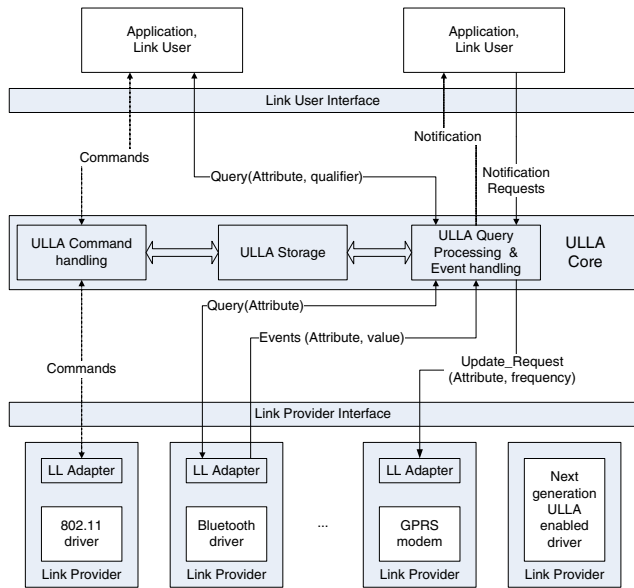 Application,
Link User
Application,
Link User
Link User Interface
Commands
Notification
Query(Attribute, qualifier)
Notification
Requests
ULLA Command
handling
ULLA Storage
ULLA Query
Processing &
Event handling
ULLA
Core
Query(Attribute)
Events (Attribute, value)
Commands
Update_Request
(Attribute, frequency)
Link Provider Interface
LL Adapter
802.11
driver
Link Provider
LL Adapter
Bluetooth
driver
Link Provider
...
LL Adapter
GPRS
modem
Link Provider
Next
generation
ULLA
enabled
driver
Link Provider